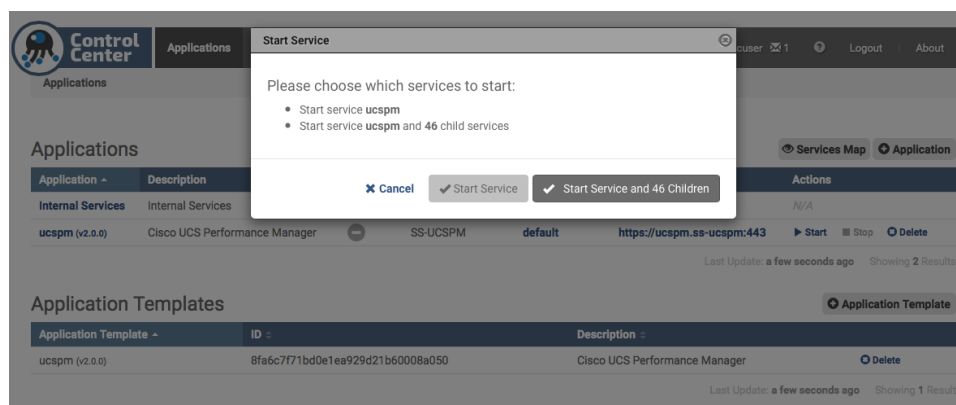 Control
Center
Applications
Start Service
cuser
1
Logout
About
Applications
Please choose which services to start:
Start service ucspm
Start service ucspm and 46 child services
Cancel
Start Service
Start Service and 46 Children
Applications
Services Map
Application
Application
Description
Actions
Internal Services
Internal Services
N/A
ucspm (v2.0.0)
Cisco UCS Performance Manager
SS-UCSPM
default
https://ucspm.ss-ucspm:443
Start
Stop
Delete
Last Update: a few seconds ago
Showing 2 Results
Application Templates
Application Template
Application Template
ID
Description
ucspm (v2.0.0)
8fa6c7f71bd0e1ea929d21b60008a050
Cisco UCS Performance Manager
Delete
Last Update: a few seconds ago
Showing 1 Result